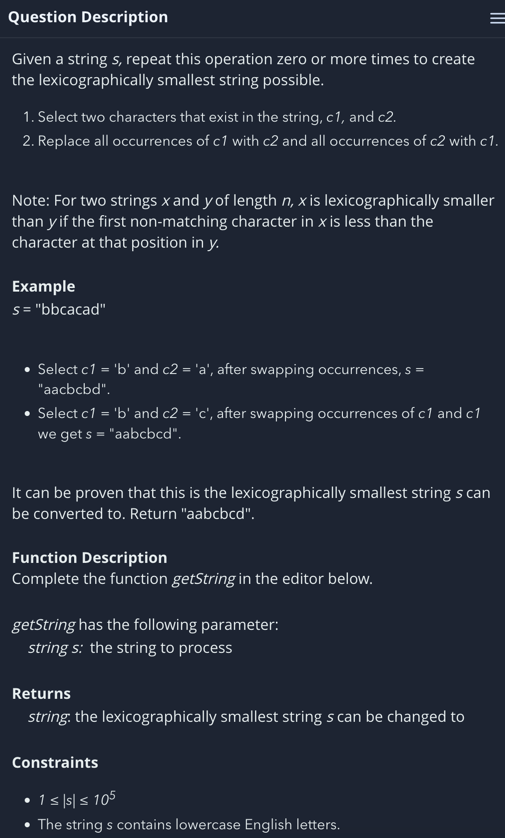 Question Description
Given a string s, repeat this operation zero or more times to create
the lexicographically smallest string possible.
1. Select two characters that exist in the string, c1, and c2.
2. Replace all occurrences of c1 with c2 and all occurrences of c2 with c1.
Note: For two strings x and y of length n, x is lexicographically smaller
than y if the first non-matching character in x is less than the
character at that position in y.
Example
s = "bbcacad"
• Select c1 = 'b' and c2 = 'a', after swapping occurrences, s =
"aacbcbd".
• Select c1 = 'b' and c2 = 'c', after swapping occurrences of c1 and c1
we get s = "aabcbcd".
It can be proven that this is the lexicographically smallest string s can
be converted to. Return "aabcbcd".
Function Description
Complete the function getString in the editor below.
getString has the following parameter:
string s: the string to process
Returns
string: the lexicographically smallest string s can be changed to
Constraints
• 1 ≤ |s| ≤ 10⁵
• The string s contains lowercase English letters.